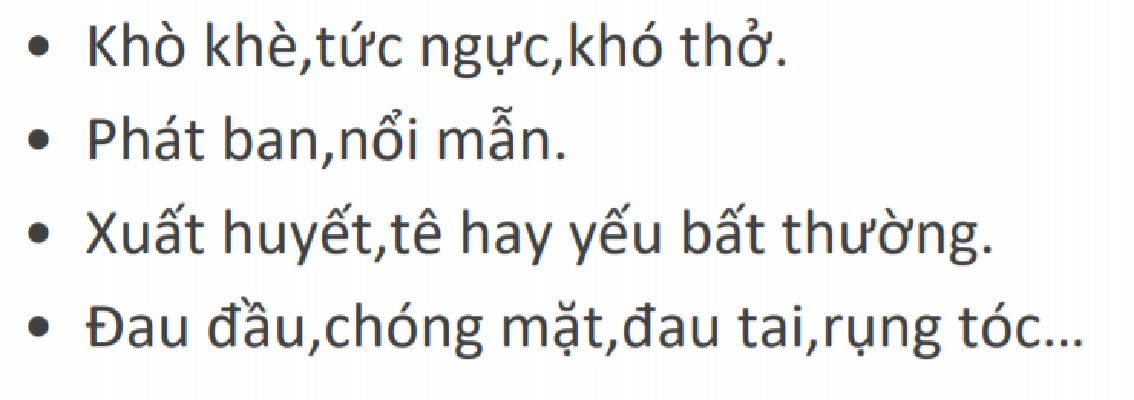 • Khò khè,tức ngực,khó thở.
• Phát ban,nổi mẫn.
• Xuất huyết,tê hay yếu bất thường.
• Đau đầu,chóng mặt,đau tai,rụng tóc...